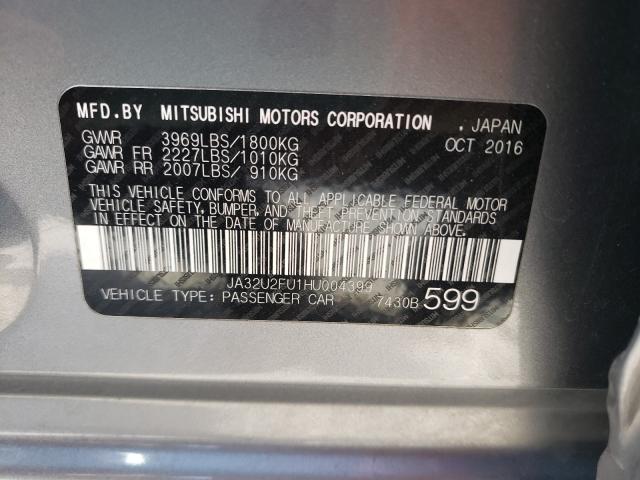 MFD.BY MITSUBISHI MOTORS CORPORATION , JAPAN
GVWR 3969LBS/1800KG OCT 2016
GAWR FR 2227LBS/1010KG
GAWR RR 2007LBS/ 910KG
THIS VEHICLE CONFORMS TO ALL APPLICABLE FEDERAL MOTOR
VEHICLE SAFETY, BUMPER, AND THEFT PREVENTION STANDARDS
IN EFFECT ON THE DATE OF MANUFACTURE SHOWN ABOVE.
JA32U2FU1HU004399
VEHICLE TYPE: PASSENGER CAR 7430B 599